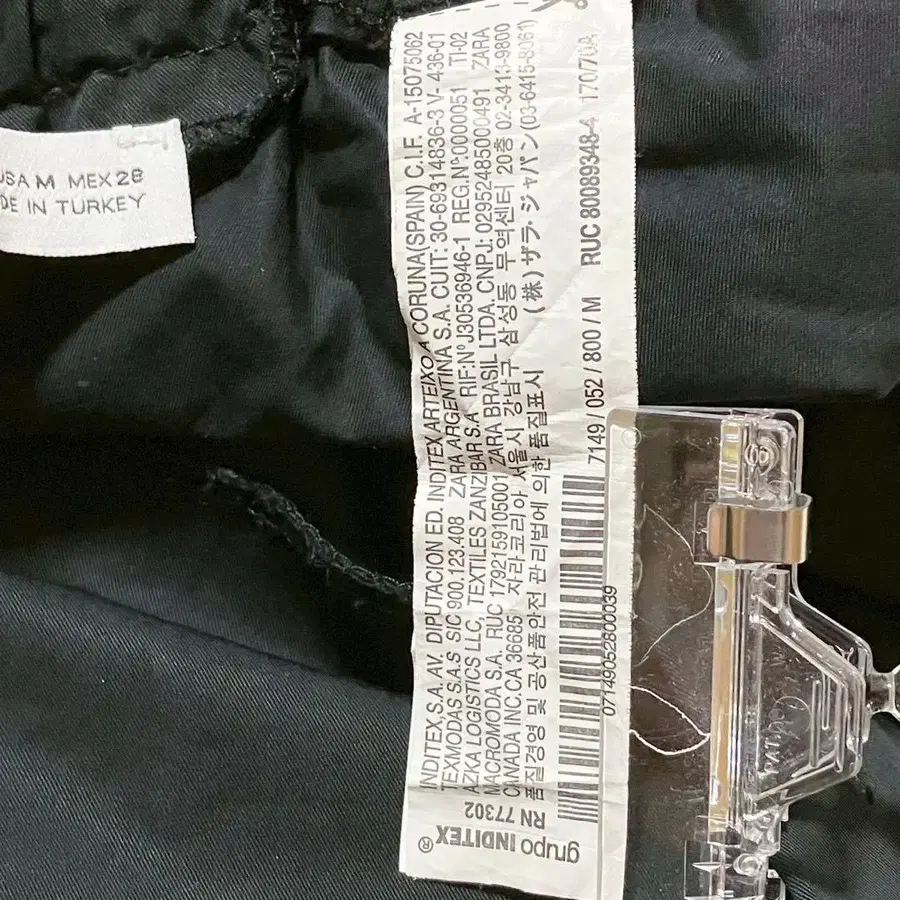 USA M MEX 28
DE IN TURKEY
grupo INDITEX®
RN 77302
INDITEX,S.A. AV. DIPUTACION ED. INDITEX ARTEIXO A CORUNA(SPAIN) C.I.F. A-15075062
TEXMODAS S.A.S SIC 900.123.408 ZARA ARGENTINA S.A. CUIT: 30-69314836-3 V- 436-01
AZKA LOGISTICS LLC, TEXTILES ZANZIBAR S.A. RIF:Nº J30536946-1 REG.Nº:0000051 TI-02
MACROMODA S.A. RUC 1792159105001 ZARA BRASIL LTDA, CNPJ: 02952485000491 ZARA
CANADA INC.CA 36685 자라코리아 서울시 강남구 삼성동 무역센터 20층 02-3413-9800
품질경영 및 공산품안전 관리법에 의한 품질표시 (株) ザラ・ジャパン(03-6415-8061)
7149 / 052 / 800 / M RUC 80089348-4 170/70A
07149052800039